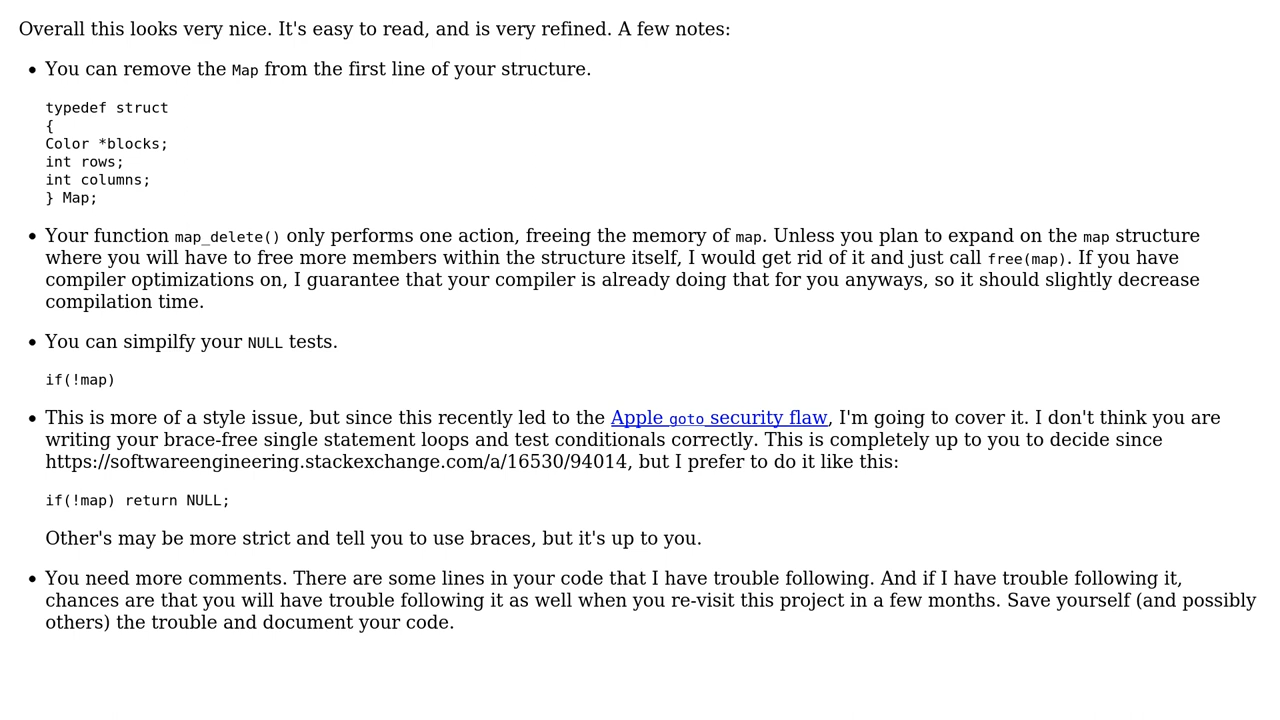 Overall this looks very nice. It's easy to read, and is very refined. A few notes:
• You can remove the Map from the first line of your structure.
typedef struct
{
Color *blocks;
int rows;
int columns;
} Map;
• Your function map_delete() only performs one action, freeing the memory of map. Unless you plan to expand on the map structure
where you will have to free more members within the structure itself, I would get rid of it and just call free(map). If you have
compiler optimizations on, I guarantee that your compiler is already doing that for you anyways, so it should slightly decrease
compilation time.
• You can simpilfy your NULL tests.
if(!map)
• This is more of a style issue, but since this recently led to the Apple goto security flaw, I'm going to cover it. I don't think you are
writing your brace-free single statement loops and test conditionals correctly. This is completely up to you to decide since
https://softwareengineering.stackexchange.com/a/16530/94014, but I prefer to do it like this:
if(!map) return NULL;
Other's may be more strict and tell you to use braces, but it's up to you.
• You need more comments. There are some lines in your code that I have trouble following. And if I have trouble following it,
chances are that you will have trouble following it as well when you re-visit this project in a few months. Save yourself (and possibly
others) the trouble and document your code.